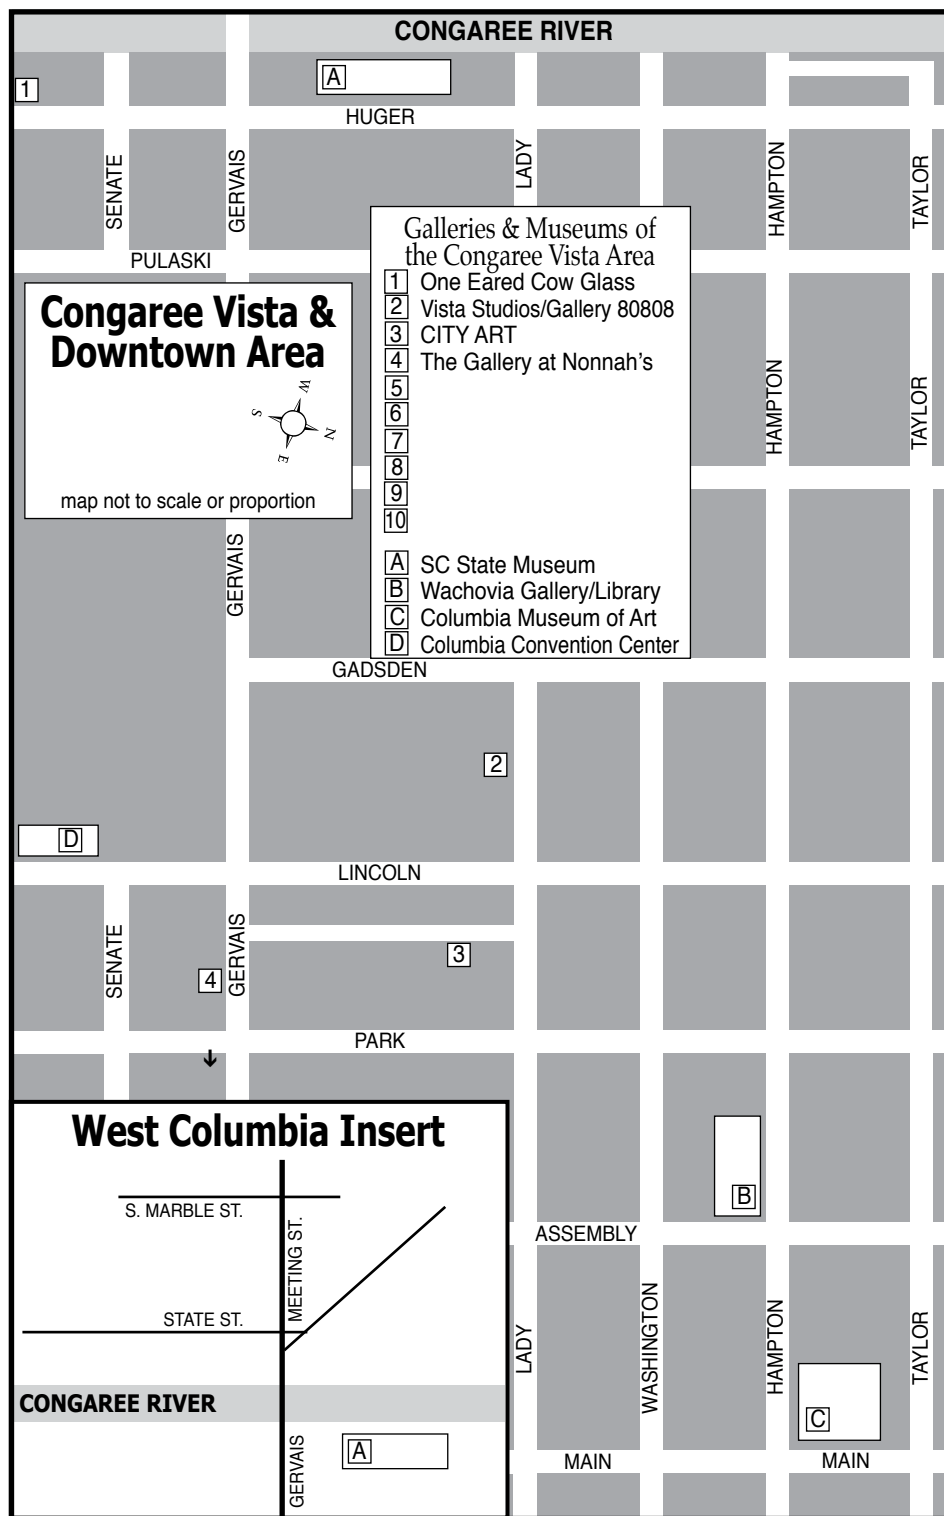 CONGAREE RIVER
1
A
HUGER
SENATE
GERVAIS
LADY
HAMPTON
TAYLOR
PULASKI
Galleries & Museums of
the Congaree Vista Area
1 One Eared Cow Glass
2 Vista Studios/Gallery 80808
3 CITY ART
4 The Gallery at Nonnah's
5
6
7
8
9
10
A SC State Museum
B Wachovia Gallery/Library
C Columbia Museum of Art
D Columbia Convention Center
Congaree Vista &
Downtown Area
W
S
N
E
map not to scale or proportion
HAMPTON
TAYLOR
GERVAIS
GADSDEN
2
D
LINCOLN
SENATE
GERVAIS
3
4
PARK
B
ASSEMBLY
LADY
WASHINGTON
HAMPTON
TAYLOR
C
MAIN
MAIN
West Columbia Insert
S. MARBLE ST.
MEETING ST.
STATE ST.
CONGAREE RIVER
GERVAIS
A